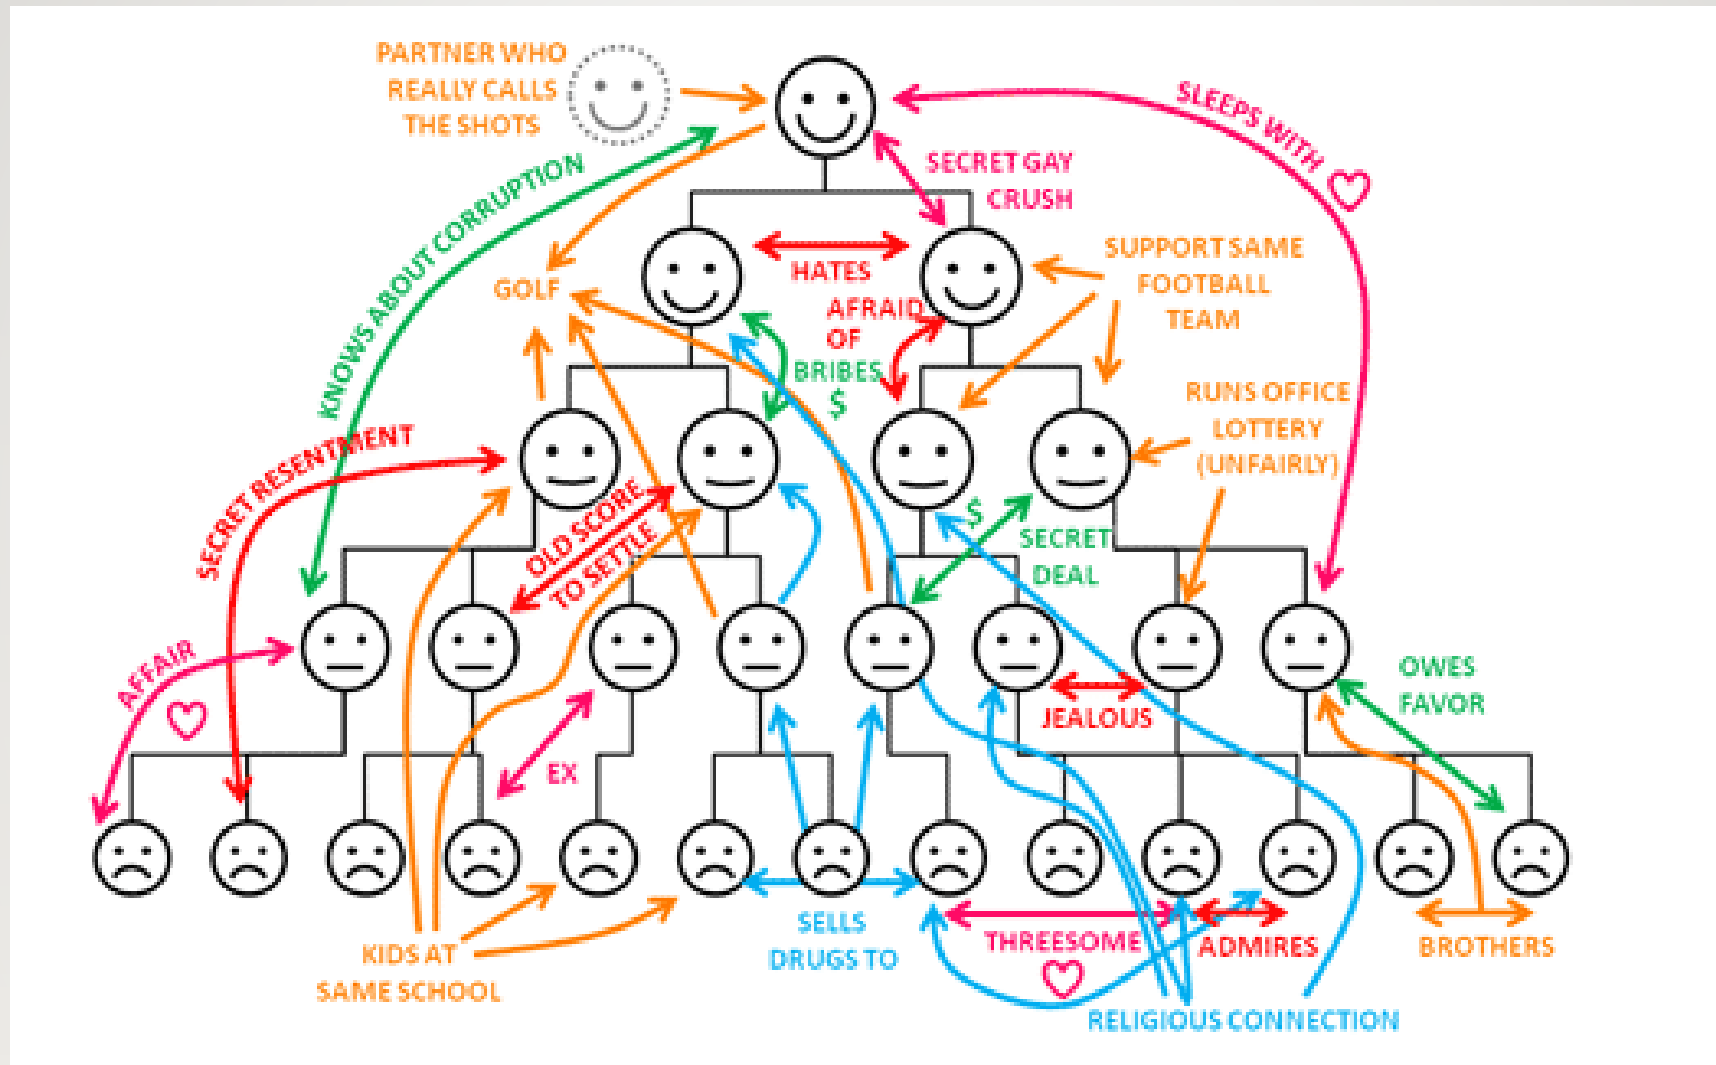 PARTNER WHO
REALLY CALLS
THE SHOTS
SLEEPS WITH
SECRET GAY
CRUSH
KNOWS ABOUT CORRUPTION
GOLF
HATES
SUPPORT SAME
FOOTBALL
TEAM
AFRAID
OF
BRIBES
$
RUNS OFFICE
LOTTERY
(UNFAIRLY)
SECRET RESENTMENT
OLD SCORE
TO SETTLE
$
SECRET
DEAL
AFFAIR
OWES
FAVOR
JEALOUS
EX
SELLS
DRUGS TO
THREESOME
ADMIRES
BROTHERS
KIDS AT
SAME SCHOOL
RELIGIOUS CONNECTION